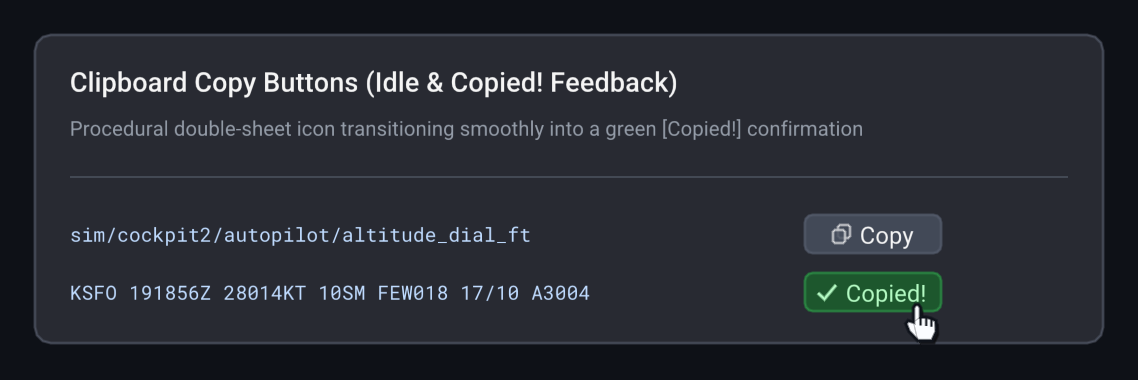 Clipboard Copy Buttons (Idle & Copied! Feedback)
Procedural double-sheet icon transitioning smoothly into a green [Copied!] confirmation
sim/cockpit2/autopilot/altitude_dial_ft Copy
KSFO 191856Z 28014KT 10SM FEW018 17/10 A3004 Copied!